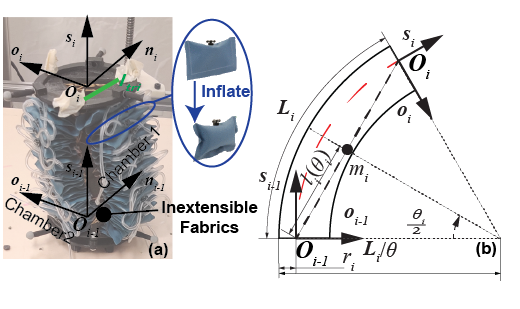 s_i
n_i
o_i
O_i
Inflate
Chamber 1
s_{i-1}
o_{i-1}
n_{i-1}
Chamber2
O_{i-1}
Inextensible
Fabrics
(a)
s_i
O_i
o_i
L_i
l_i(θ_i)
m_i
s_{i-1}
o_{i-1}
θ_i
2
O_{i-1}
r_i
L_i/θ
(b)